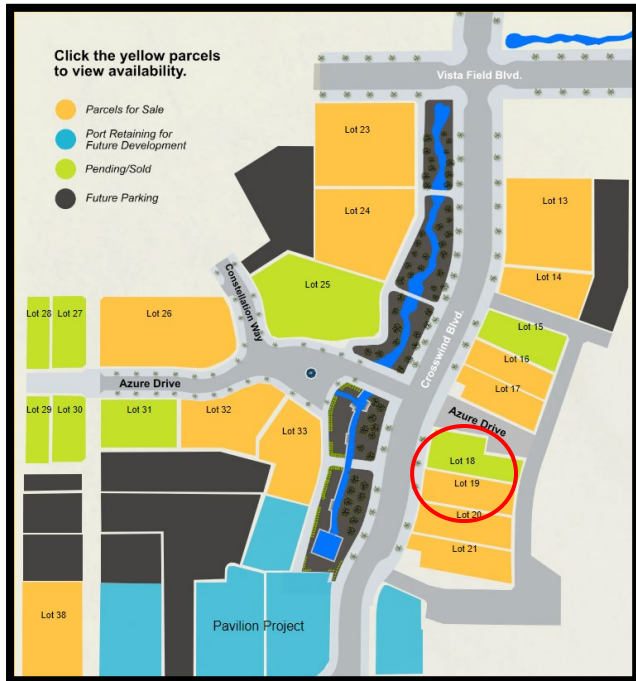 Click the yellow parcels
to view availability.
Parcels for Sale
Port Retaining for
Future Development
Pending/Sold
Future Parking
Vista Field Blvd.
Lot 23
Lot 24
Lot 13
Lot 14
Lot 25
Constellation Way
Lot 28
Lot 27
Lot 26
Crosswind Blvd.
Lot 15
Lot 16
Lot 17
Azure Drive
Lot 29
Lot 30
Lot 31
Lot 32
Lot 33
Azure Drive
Lot 18
Lot 19
Lot 20
Lot 21
Lot 38
Pavilion Project